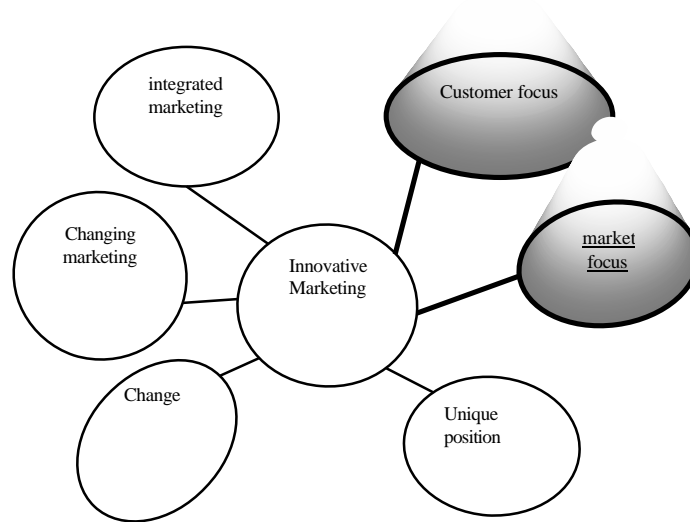 integrated
marketing
Customer focus
Changing
marketing
market
focus
Innovative
Marketing
Change
Unique
position